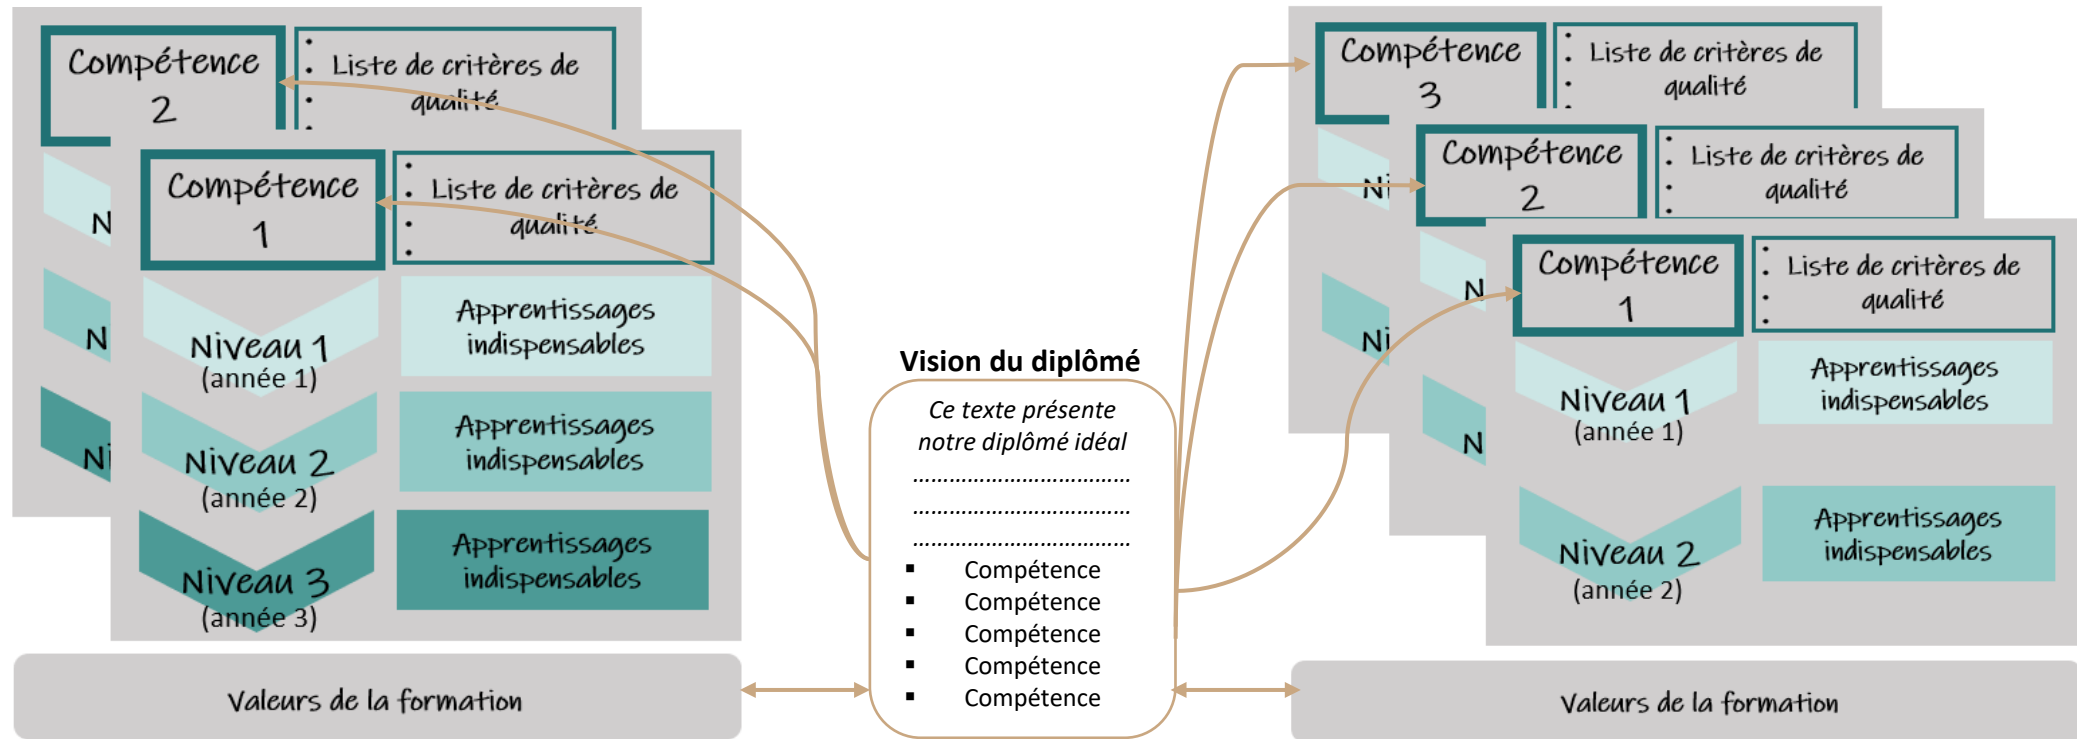 Compétence
2
Liste de critères de
qualité
Compétence
1
Liste de critères de
qualité
N
N
Ni
Niveau 1
(année 1)
Apprentissages
indispensables
Niveau 2
(année 2)
Apprentissages
indispensables
Niveau 3
(année 3)
Apprentissages
indispensables
Valeurs de la formation
Vision du diplômé
Ce texte présente
notre diplômé idéal
.................................
.................................
.................................
▪ Compétence
▪ Compétence
▪ Compétence
▪ Compétence
▪ Compétence
Compétence
3
Liste de critères de
qualité
Ni
Ni
Compétence
2
Liste de critères de
qualité
N
N
Compétence
1
Liste de critères de
qualité
Niveau 1
(année 1)
Apprentissages
indispensables
Niveau 2
(année 2)
Apprentissages
indispensables
Valeurs de la formation